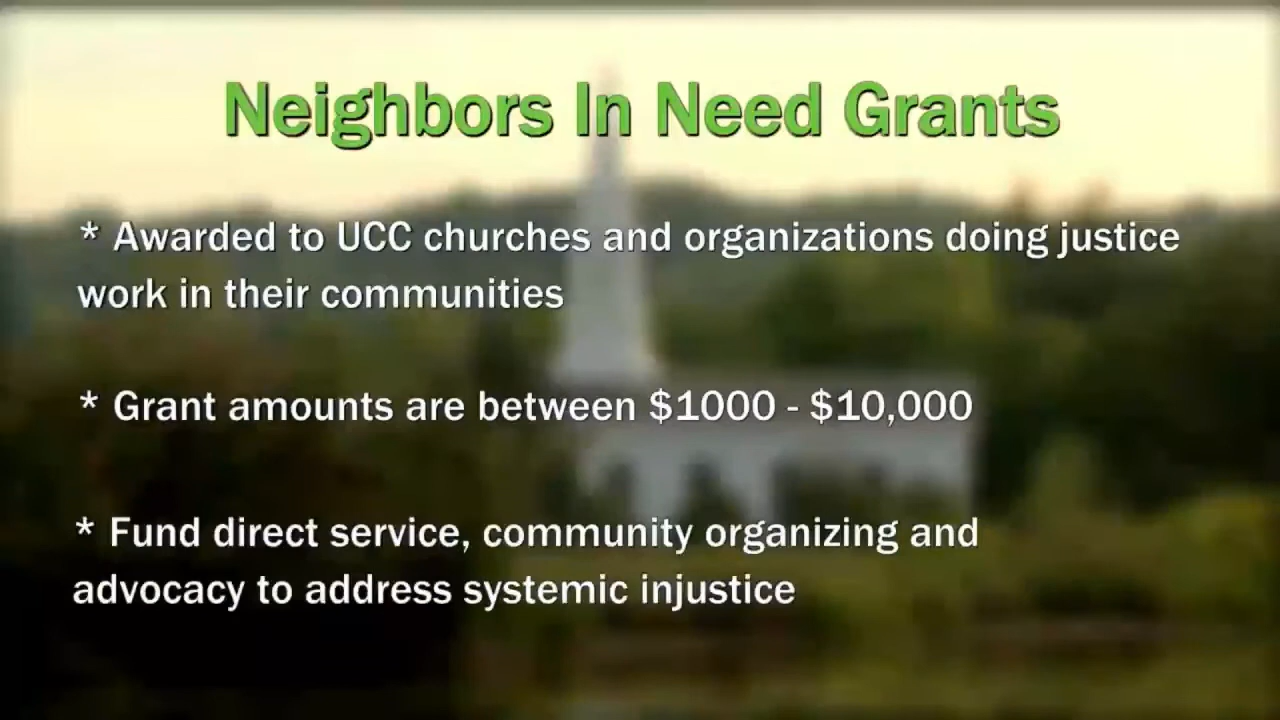 Neighbors In Need Grants
* Awarded to UCC churches and organizations doing justice
work in their communities
* Grant amounts are between $1000 - $10,000
* Fund direct service, community organizing and
advocacy to address systemic injustice